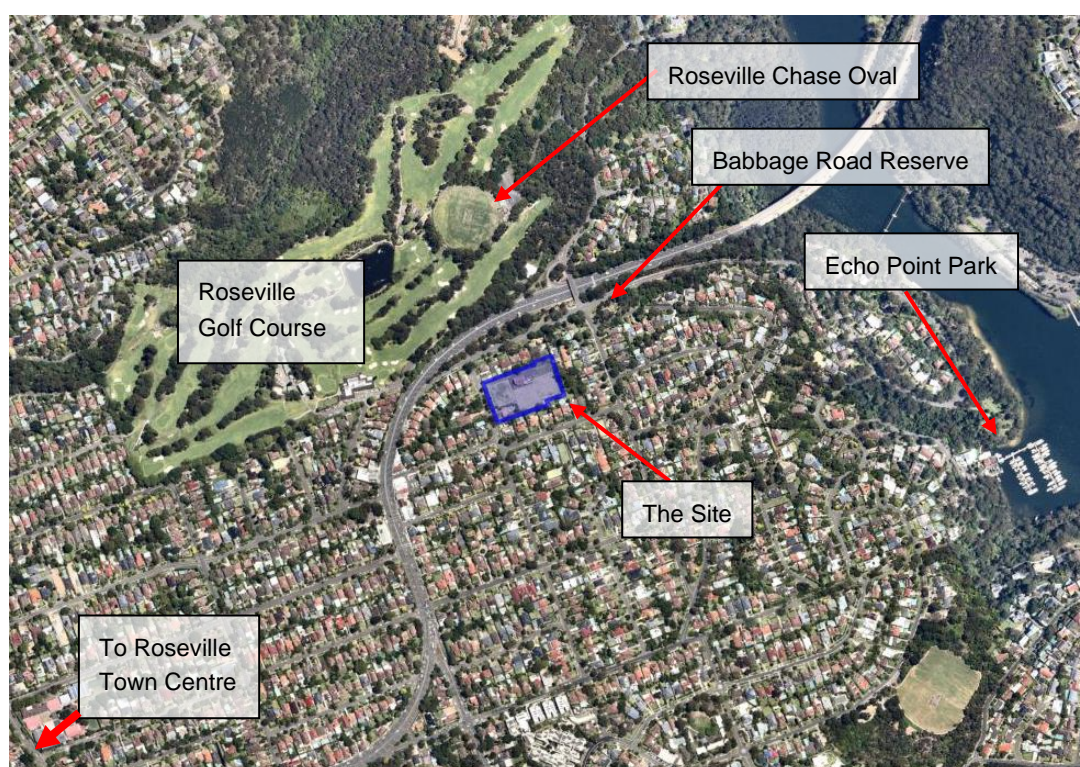 Roseville Chase Oval
Babbage Road Reserve
Echo Point Park
Roseville
Golf Course
The Site
To Roseville
Town Centre